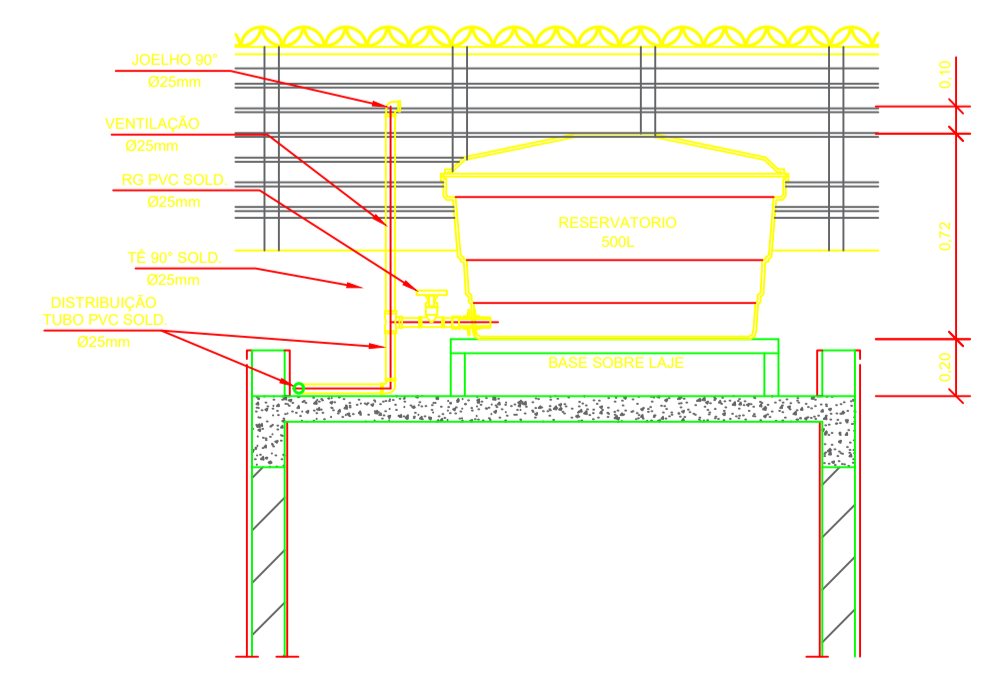 JOELHO 90°
Ø25mm
VENTILAÇÃO
Ø25mm
RG PVC SOLD.
Ø25mm
TÊ 90° SOLD.
Ø25mm
DISTRIBUIÇÃO
TUBO PVC SOLD.
Ø25mm
RESERVATORIO
500L
BASE SOBRE LAJE
0,10
0,72
0,20